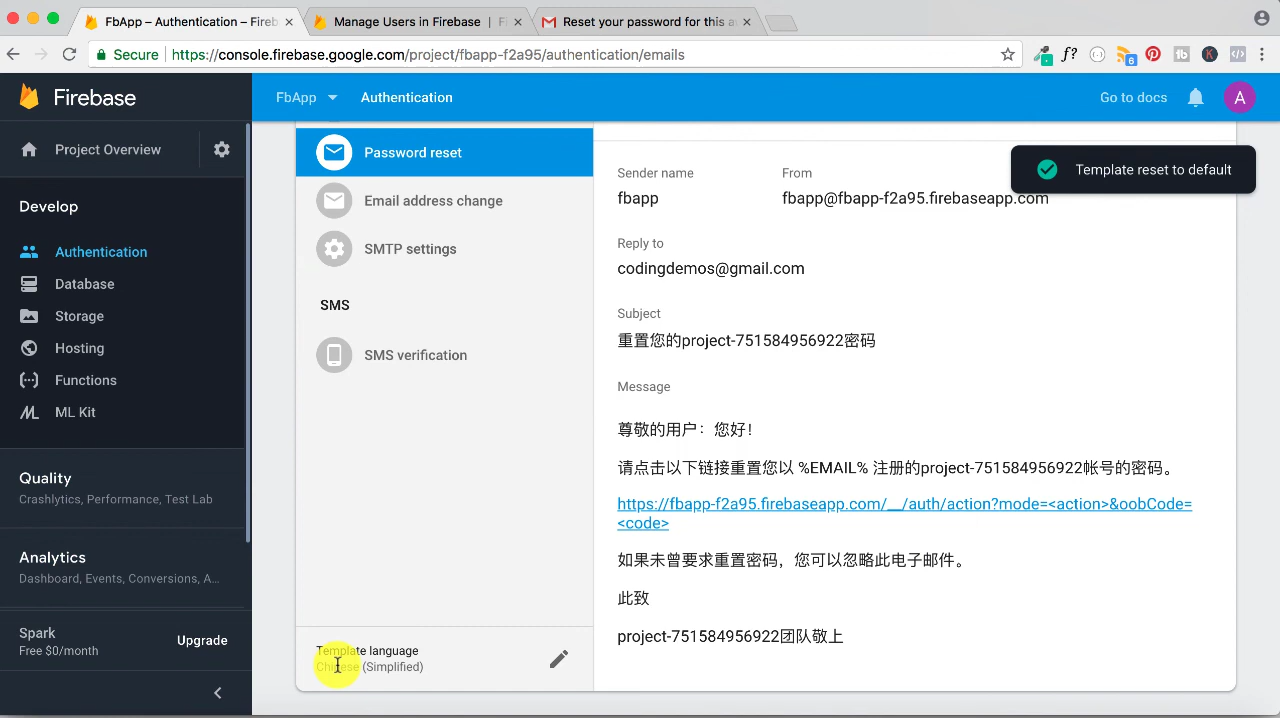 FbApp – Authentication – Fireb
Manage Users in Firebase | Fi
Reset your password for this a
Secure https://console.firebase.google.com/project/fbapp-f2a95/authentication/emails
f?
6
K
Firebase
FbApp
Authentication
Go to docs
A
Project Overview
Develop
Authentication
Database
Storage
Hosting
Functions
ML Kit
Quality
Crashlytics, Performance, Test Lab
Analytics
Dashboard, Events, Conversions, A...
Spark
Free $0/month
Upgrade
Password reset
Email address change
SMTP settings
SMS
SMS verification
Template language
Chinese (Simplified)
Template reset to default
Sender name
From
fbapp
fbapp@fbapp-f2a95.firebaseapp.com
Reply to
codingdemos@gmail.com
Subject
重置您的project-751584956922密码
Message
尊敬的用户：您好！
请点击以下链接重置您以 %EMAIL% 注册的project-751584956922帐号的密码。
https://fbapp-f2a95.firebaseapp.com/__/auth/action?mode=<action>&oobCode=
<code>
如果未曾要求重置密码，您可以忽略此电子邮件。
此致
project-751584956922团队敬上